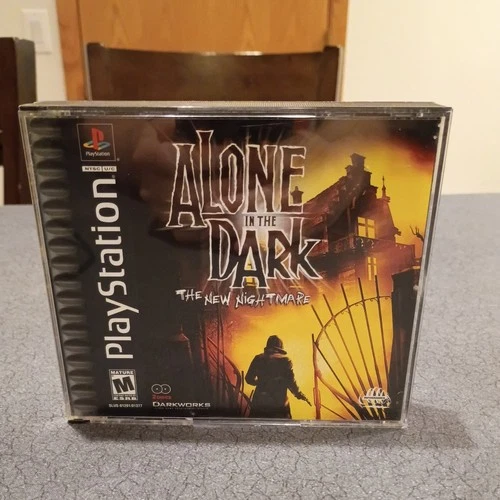 PlayStation
NTSC U/C
PlayStation
ALONE
IN THE
DARK
THE NEW NIGHTMARE
MATURE
M
ESRB
DARKWORKS